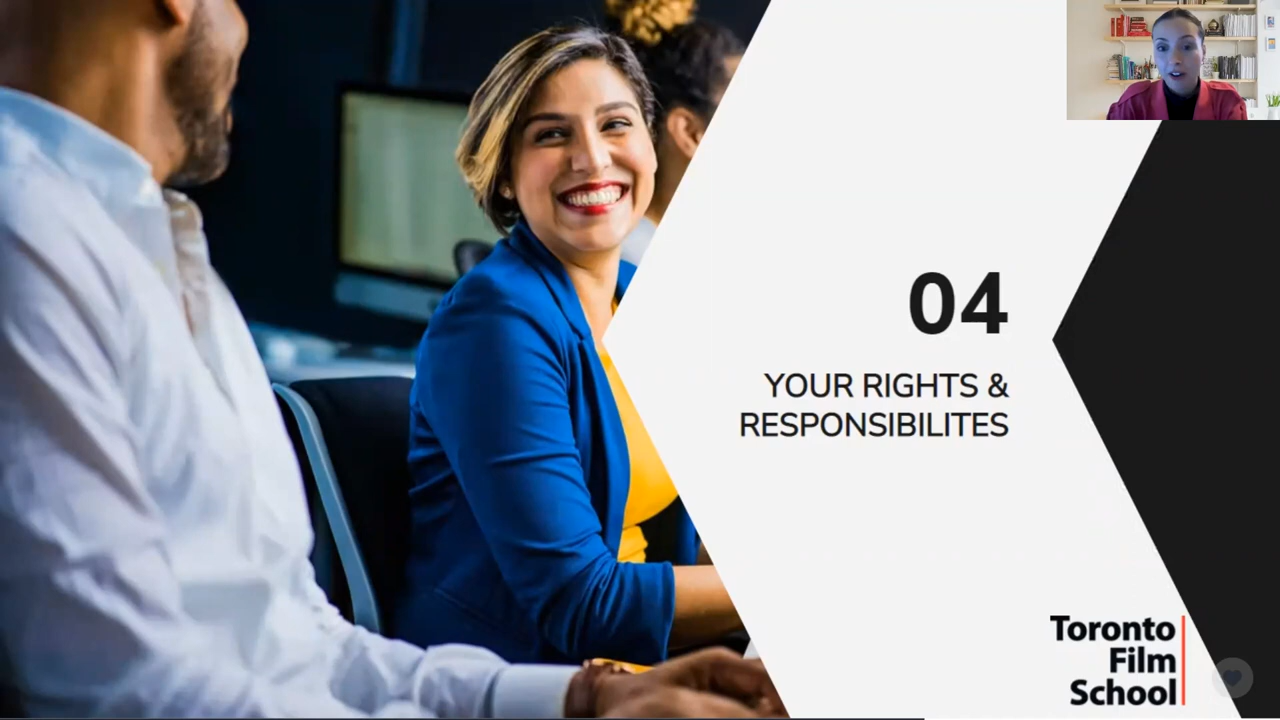 04
YOUR RIGHTS &
RESPONSIBILITES
Toronto
Film
School